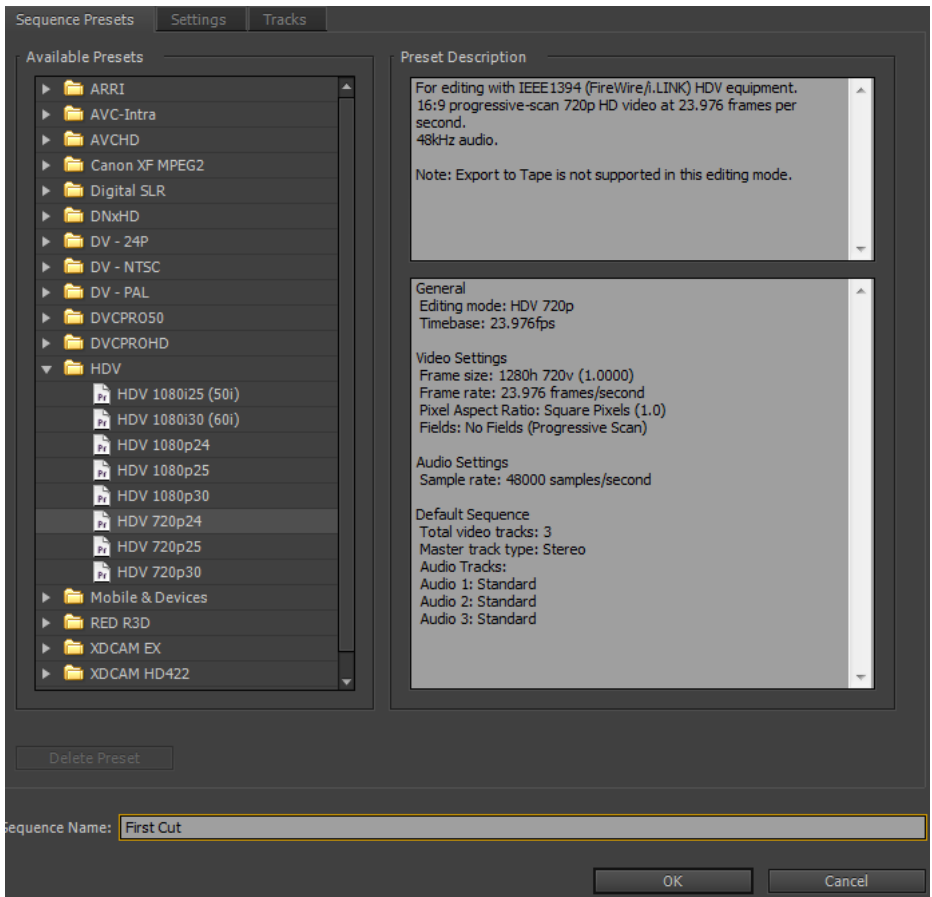 Sequence Presets
Settings
Tracks
Available Presets
ARRI
AVC-Intra
AVCHD
Canon XF MPEG2
Digital SLR
DNxHD
DV - 24P
DV - NTSC
DV - PAL
DVCPRO50
DVCPROHD
HDV
HDV 1080i25 (50i)
HDV 1080i30 (60i)
HDV 1080p24
HDV 1080p25
HDV 1080p30
HDV 720p24
HDV 720p25
HDV 720p30
Mobile & Devices
RED R3D
XDCAM EX
XDCAM HD422
Delete Preset
Preset Description
For editing with IEEE1394 (FireWire/i.LINK) HDV equipment.
16:9 progressive-scan 720p HD video at 23.976 frames per
second.
48kHz audio.
Note: Export to Tape is not supported in this editing mode.
General
Editing mode: HDV 720p
Timebase: 23.976fps
Video Settings
Frame size: 1280h 720v (1.0000)
Frame rate: 23.976 frames/second
Pixel Aspect Ratio: Square Pixels (1.0)
Fields: No Fields (Progressive Scan)
Audio Settings
Sample rate: 48000 samples/second
Default Sequence
Total video tracks: 3
Master track type: Stereo
Audio Tracks:
Audio 1: Standard
Audio 2: Standard
Audio 3: Standard
Sequence Name: First Cut
OK
Cancel